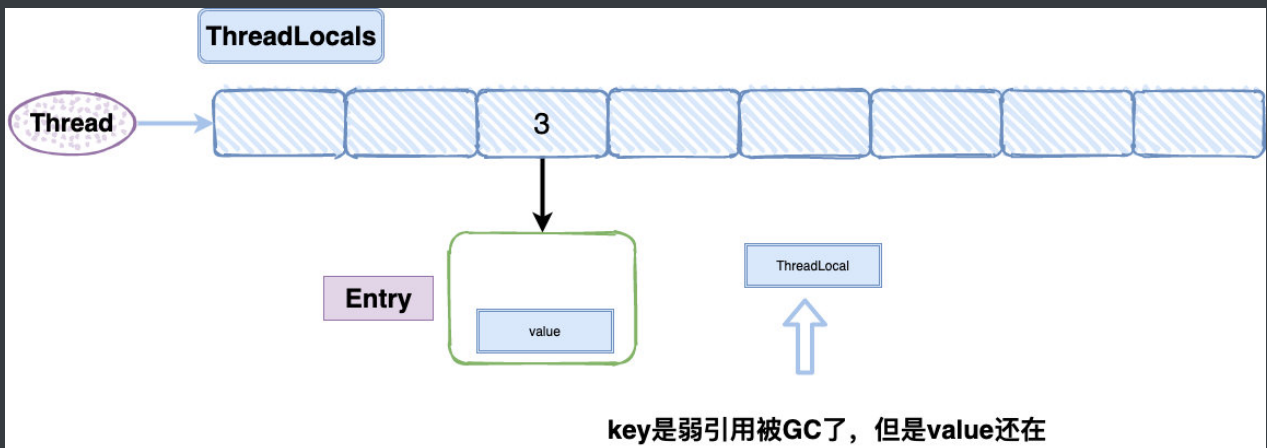 ThreadLocals
Thread
3
ThreadLocal
Entry
value
key是弱引用被GC了，但是value还在